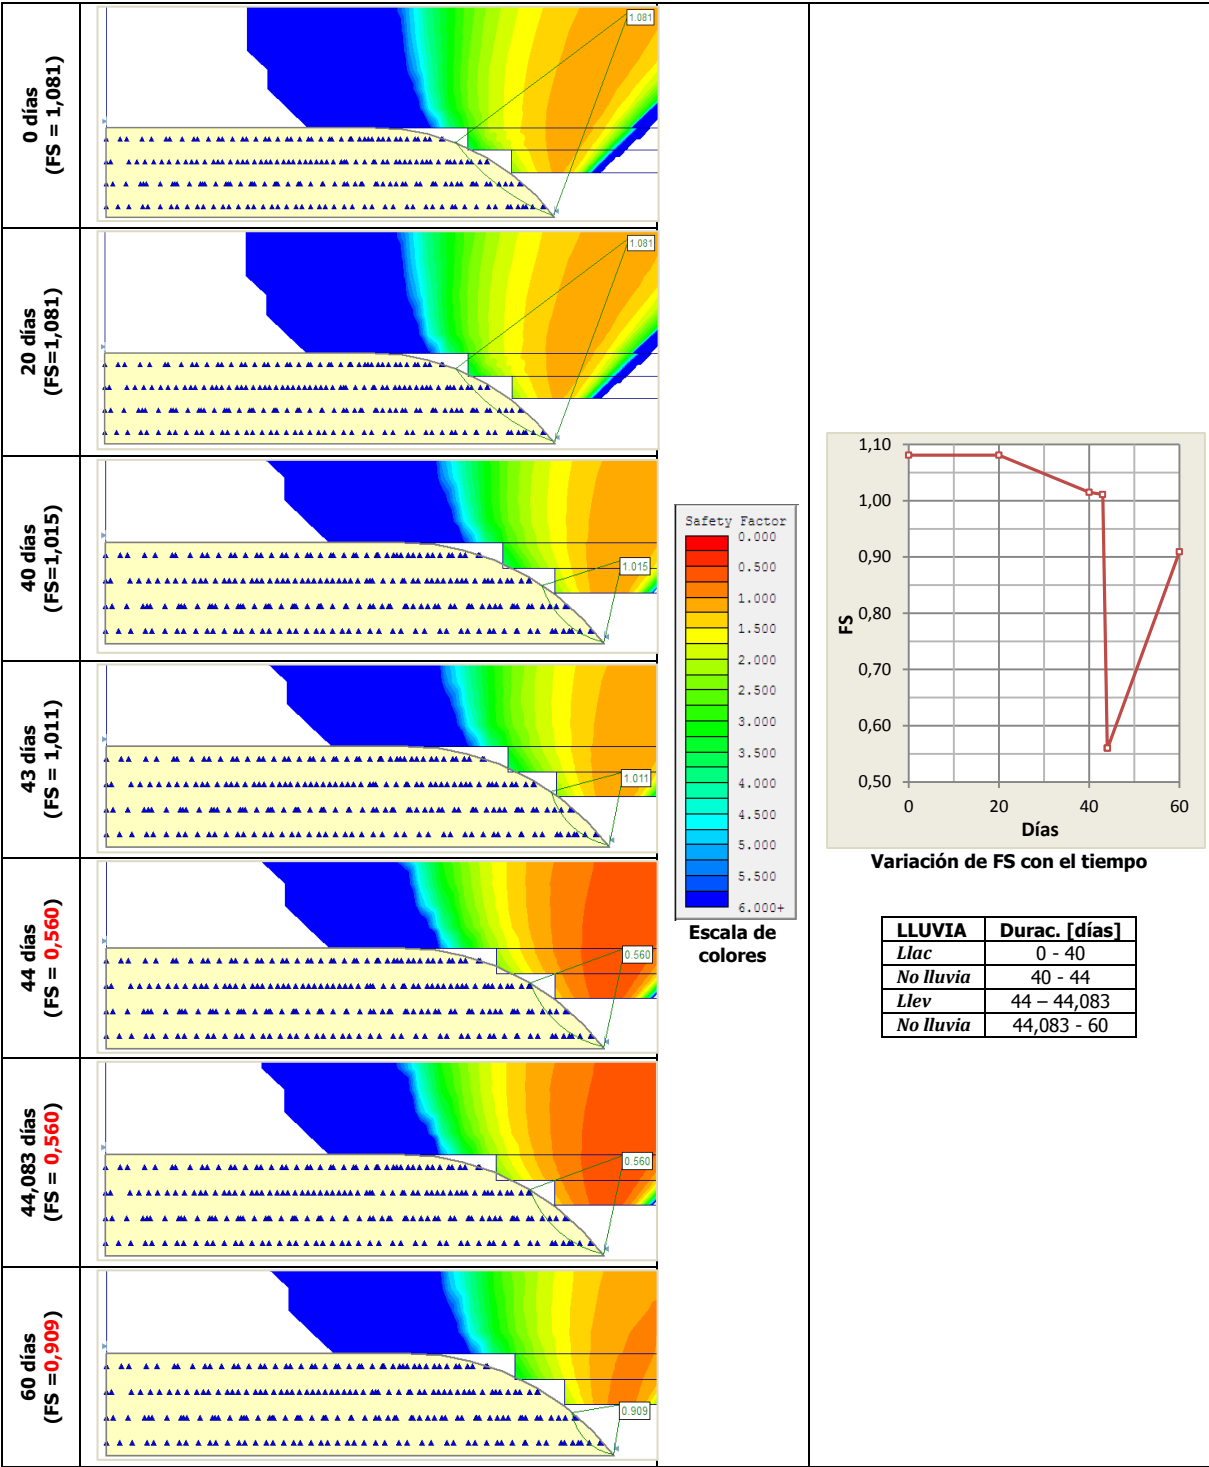 0 días
(FS = 1,081)
1.081
20 días
(FS=1,081)
1.081
40 días
(FS=1,015)
1.015
43 días
(FS = 1,011)
1.011
44 días
(FS = 0,560)
0.560
44,083 días
(FS = 0,560)
0.560
60 días
(FS =0,909)
0.909
Safety Factor
0.000
0.500
1.000
1.500
2.000
2.500
3.000
3.500
4.000
4.500
5.000
5.500
6.000+
Escala de
colores
1,10
1,00
0,90
0,80
0,70
0,60
0,50
FS
0 20 40 60
Días
Variación de FS con el tiempo
LLUVIA Durac. [días]
Llac 0 - 40
No lluvia 40 - 44
Llev 44 – 44,083
No lluvia 44,083 - 60